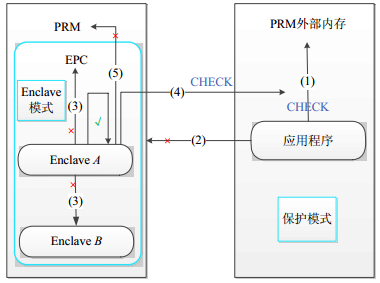 PRM
PRM外部内存
EPC
(5)
Enclave
模式
(3)
CHECK
(4)
(1)
CHECK
√
(2)
Enclave A
应用程序
(3)
保护模式
Enclave B